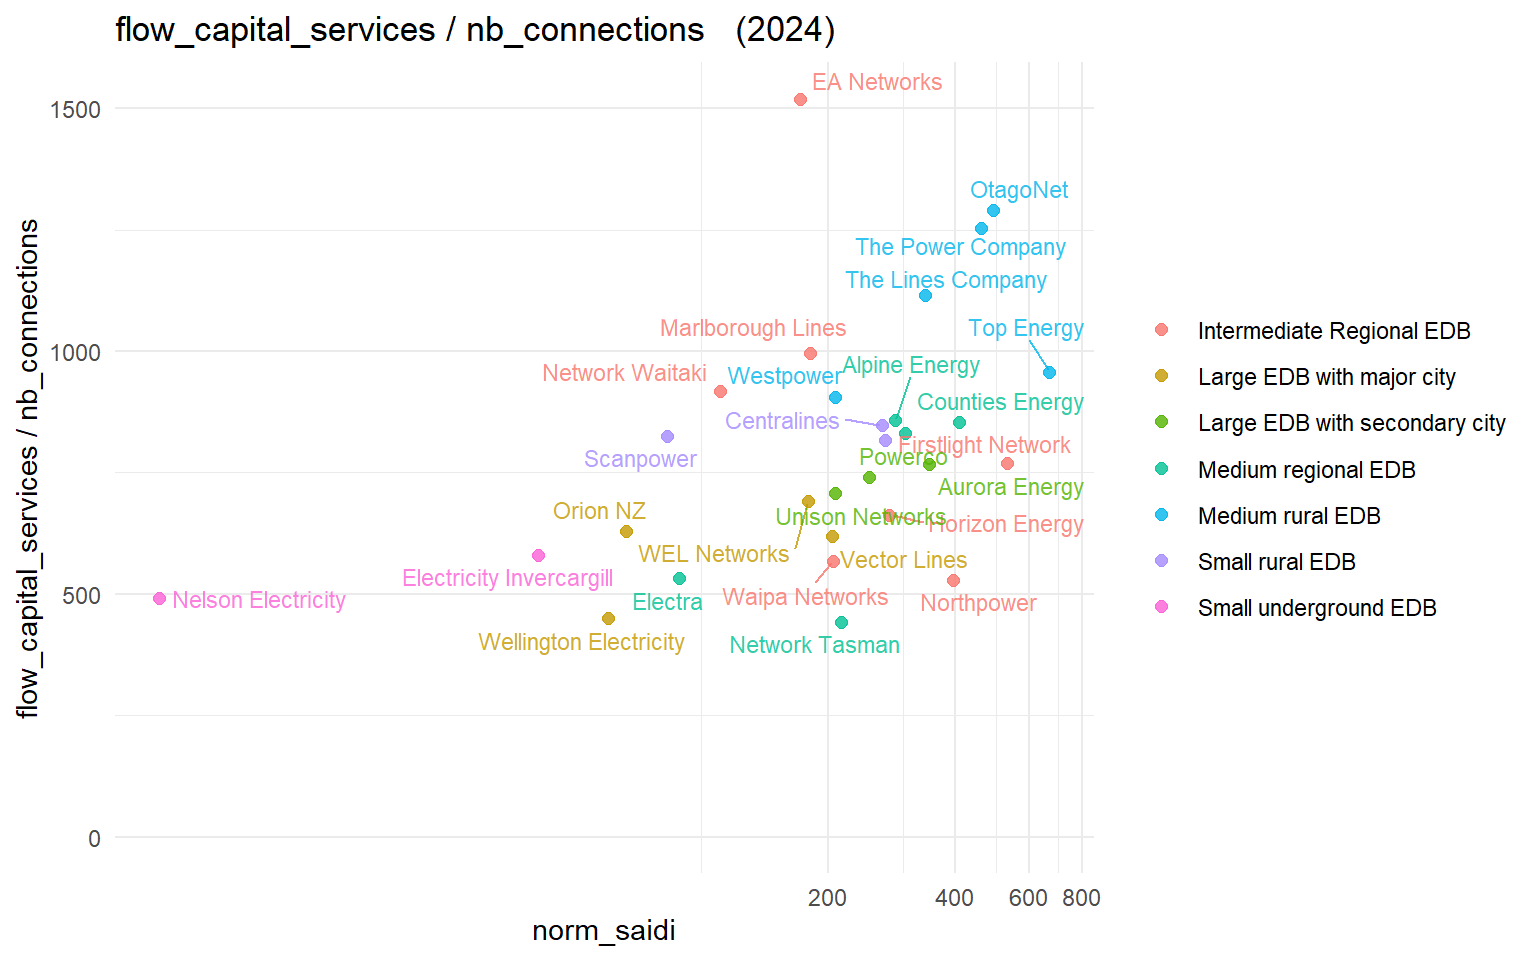 flow_capital_services / nb_connections (2024)
flow_capital_services / nb_connections
1500
1000
500
0
EA Networks
OtagoNet
The Power Company
The Lines Company
Marlborough Lines
Top Energy
Network Waitaki
Westpower
Alpine Energy
Counties Energy
Centralines
Firstlight Network
Scanpower
Powerco
Aurora Energy
Orion NZ
Unison Networks
Horizon Energy
WEL Networks
Vector Lines
Electricity Invercargill
Nelson Electricity
Electra
Waipa Networks
Northpower
Wellington Electricity
Network Tasman
200
400
600
800
norm_saidi
Intermediate Regional EDB
Large EDB with major city
Large EDB with secondary city
Medium regional EDB
Medium rural EDB
Small rural EDB
Small underground EDB